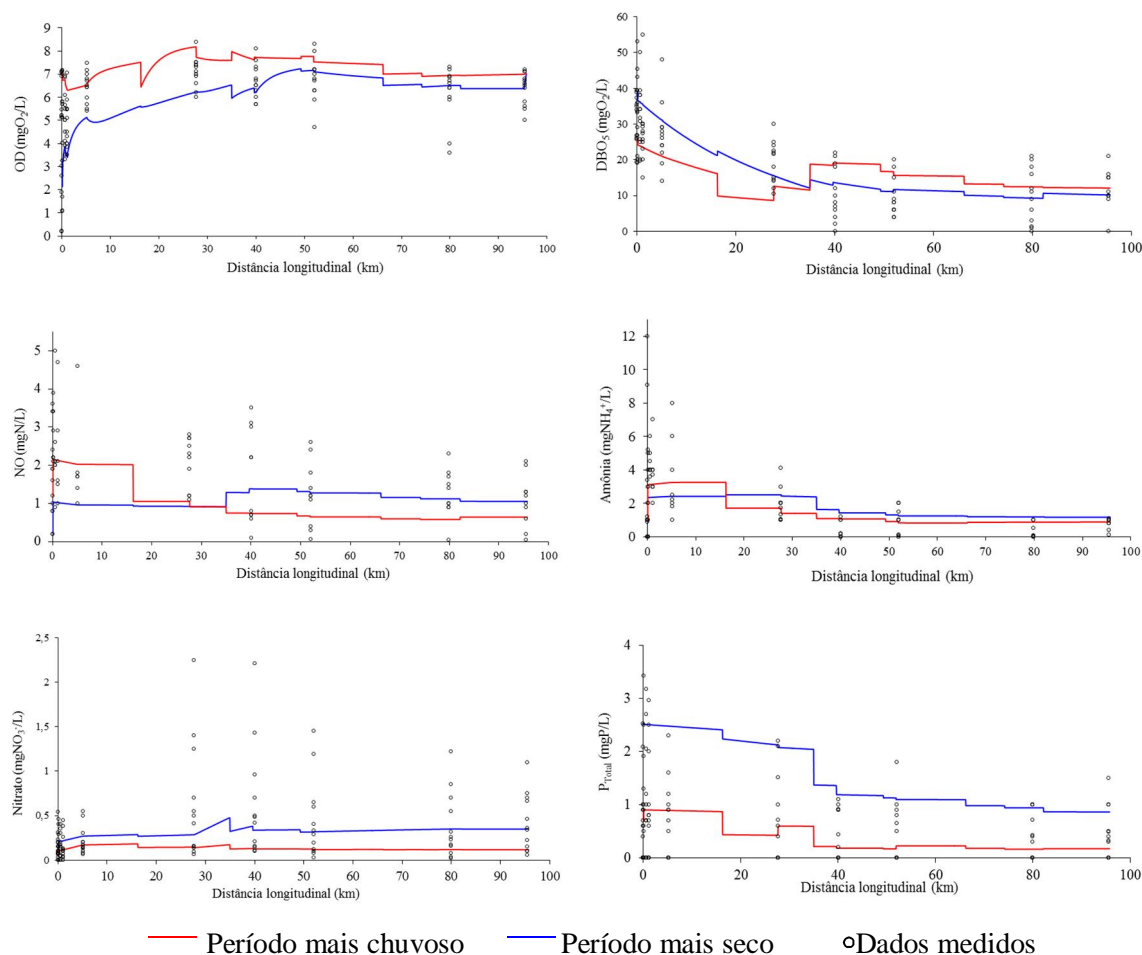 OD (mgO2/L)
9
8
7
6
5
4
3
2
1
0
0 10 20 30 40 50 60 70 80 90 100
Distância longitudinal (km)
DBO5 (mgO2/L)
60
50
40
30
20
10
0
0 20 40 60 80 100
Distância longitudinal (km)
NO (mgN/L)
5
4
3
2
1
0
0 10 20 30 40 50 60 70 80 90 100
Distância longitudinal (km)
Amônia (mgNH4+/L)
12
10
8
6
4
2
0
0 10 20 30 40 50 60 70 80 90 100
Distância longitudinal (km)
Nitrato (mgNO3-/L)
2,5
2
1,5
1
0,5
0
0 10 20 30 40 50 60 70 80 90 100
Distância longitudinal (km)
PTotal (mgP/L)
4
3
2
1
0
0 20 40 60 80 100
Distância longitudinal (km)
Período mais chuvoso Período mais seco Dados medidos